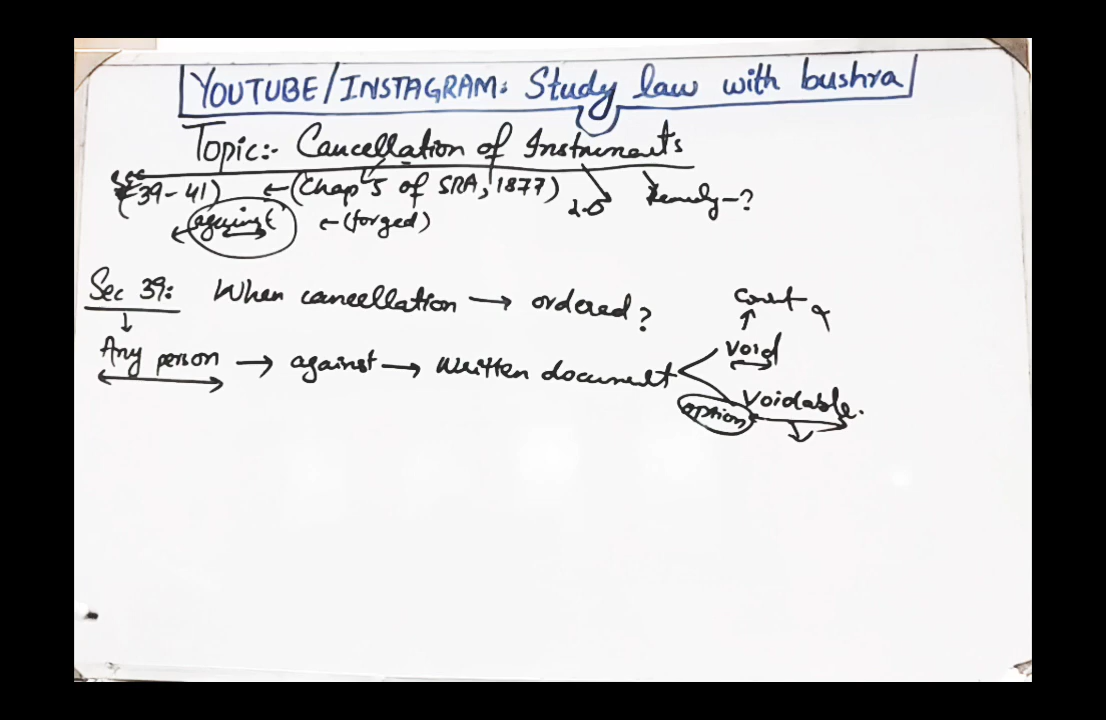 YOUTUBE/INSTAGRAM: Study law with bushra
Topic:- Cancellation of Instruments
(39-41) ← (Chap 5 of SRA, 1877) Remedy-?
against ← (forged)
Sec 39: When cancellation → ordered?
Court
Any person → against → written document void
option Voidable.